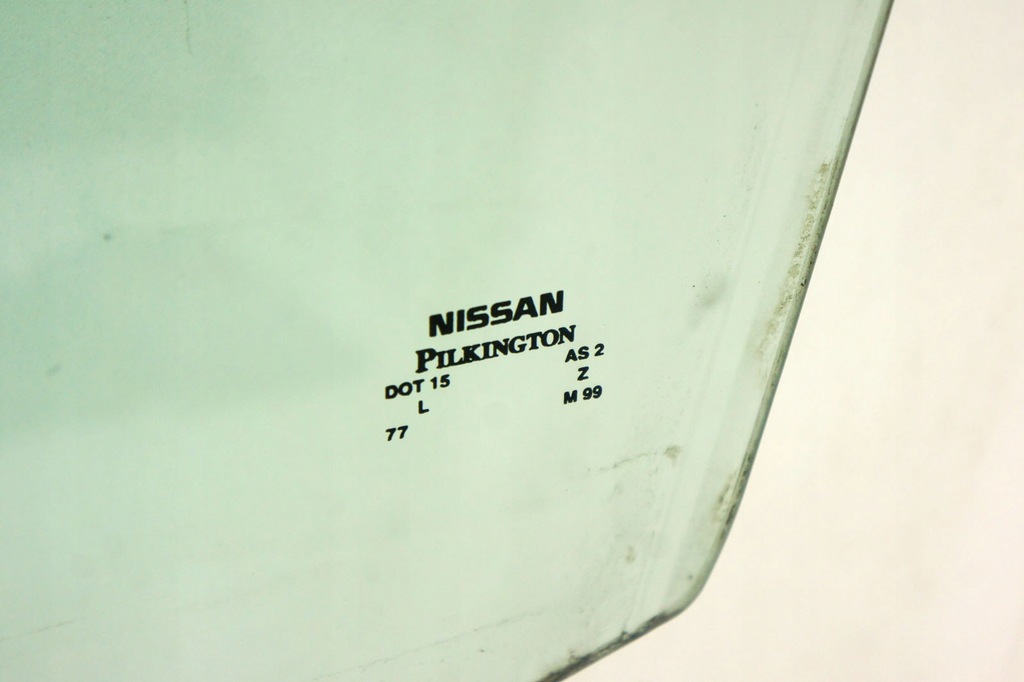 NISSAN
PILKINGTON
DOT 15 AS 2
L Z
77 M 99